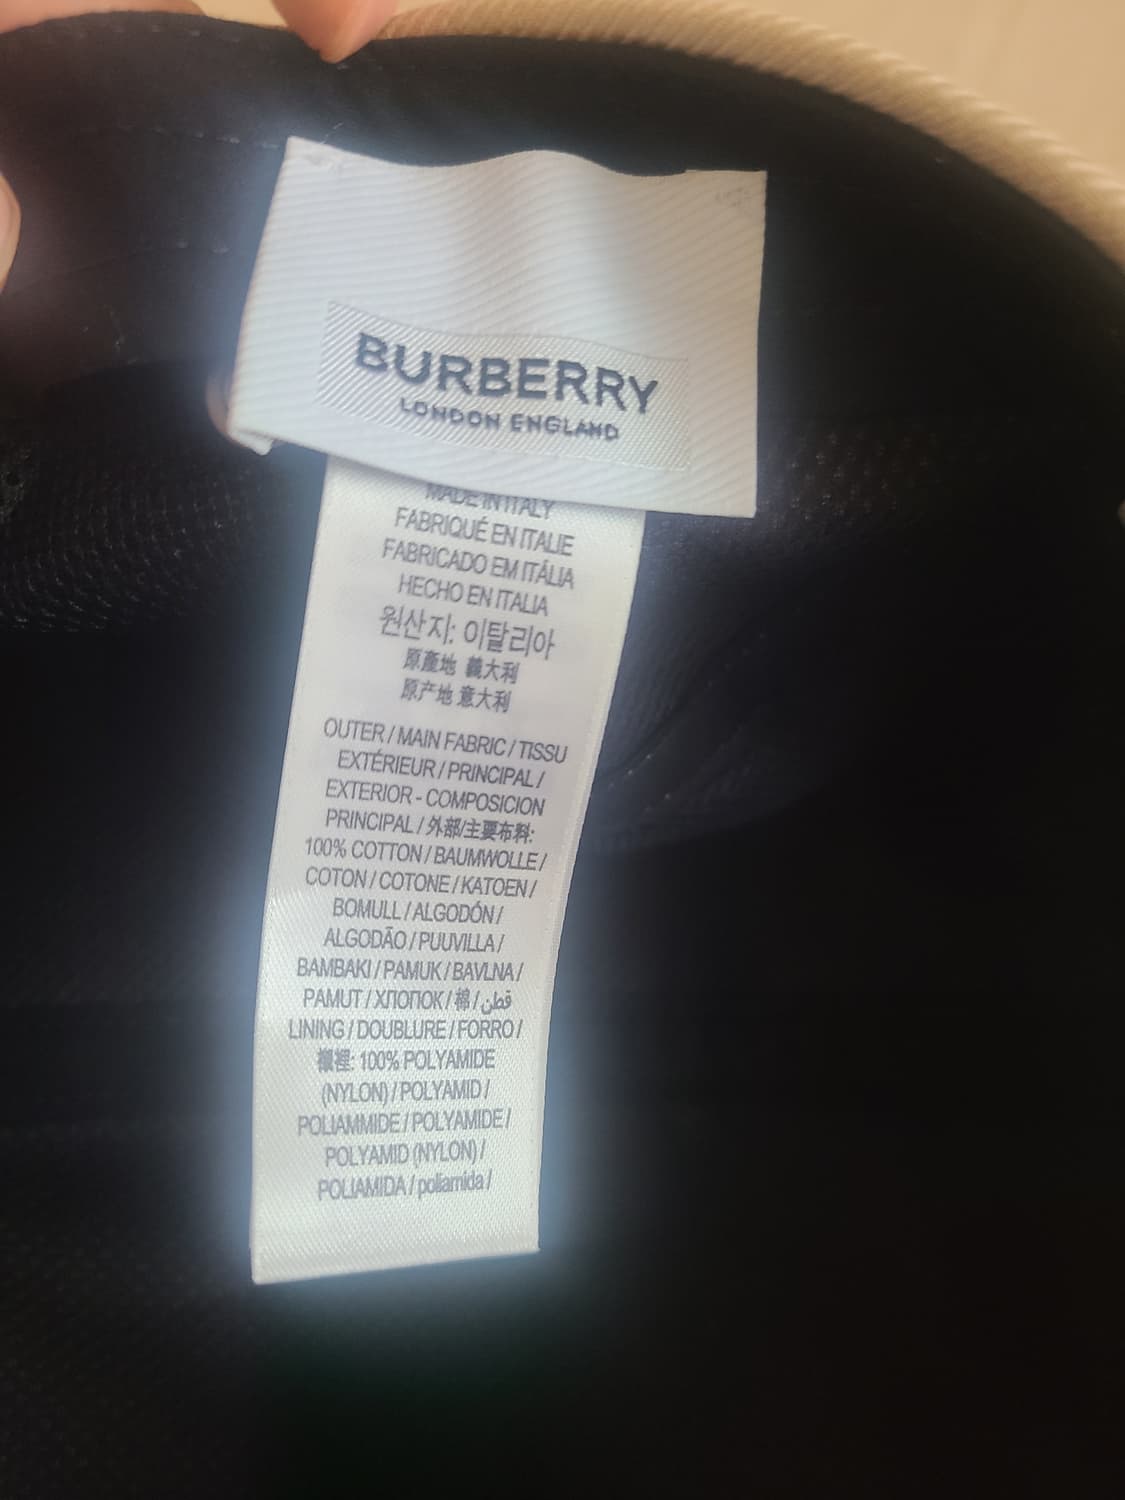 BURBERRY
LONDON ENGLAND
MADE IN ITALY
FABRIQUÉ EN ITALIE
FABRICADO EM ITÁLIA
HECHO EN ITALIA
원산지: 이탈리아
原產地 義大利
原产地 意大利
OUTER / MAIN FABRIC / TISSU
EXTÉRIEUR / PRINCIPAL /
EXTERIOR - COMPOSICION
PRINCIPAL / 外部/主要布料:
100% COTTON / BAUMWOLLE /
COTON / COTONE / KATOEN /
BOMULL / ALGODÓN /
ALGODÃO / PUUVILLA /
BAMBAKI / PAMUK / BAVLNA /
PAMUT / ХЛОПОК / 棉 / قطن
LINING / DOUBLURE / FORRO /
襯裡: 100% POLYAMIDE
(NYLON) / POLYAMID /
POLIAMMIDE / POLYAMIDE /
POLYAMID (NYLON) /
POLIAMIDA / poliamida /